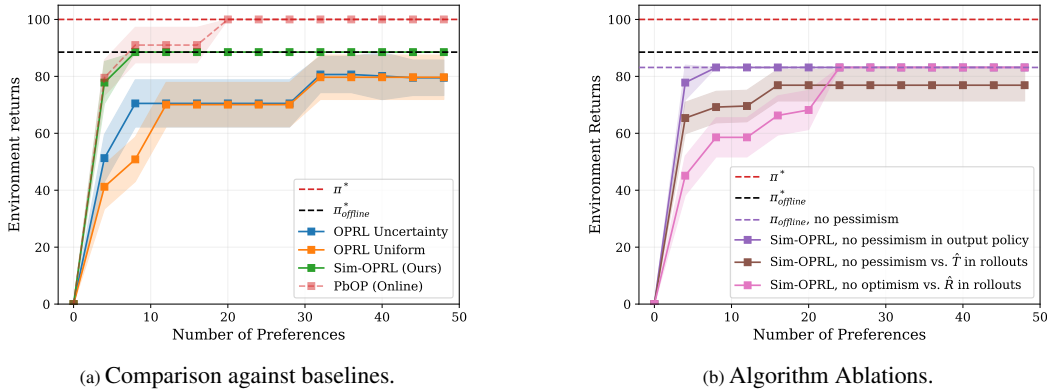 100
80
60
40
20
0
Environment returns
0 10 20 30 40 50
Number of Preferences
π*
π*offline
OPRL Uncertainty
OPRL Uniform
Sim-OPRL (Ours)
PbOP (Online)
(a) Comparison against baselines.
100
80
60
40
20
0
Environment Returns
0 10 20 30 40 50
Number of Preferences
π*
π*offline
π*offline, no pessimism
Sim-OPRL, no pessimism in output policy
Sim-OPRL, no pessimism vs. T̂ in rollouts
Sim-OPRL, no optimism vs. R̂ in rollouts
(b) Algorithm Ablations.